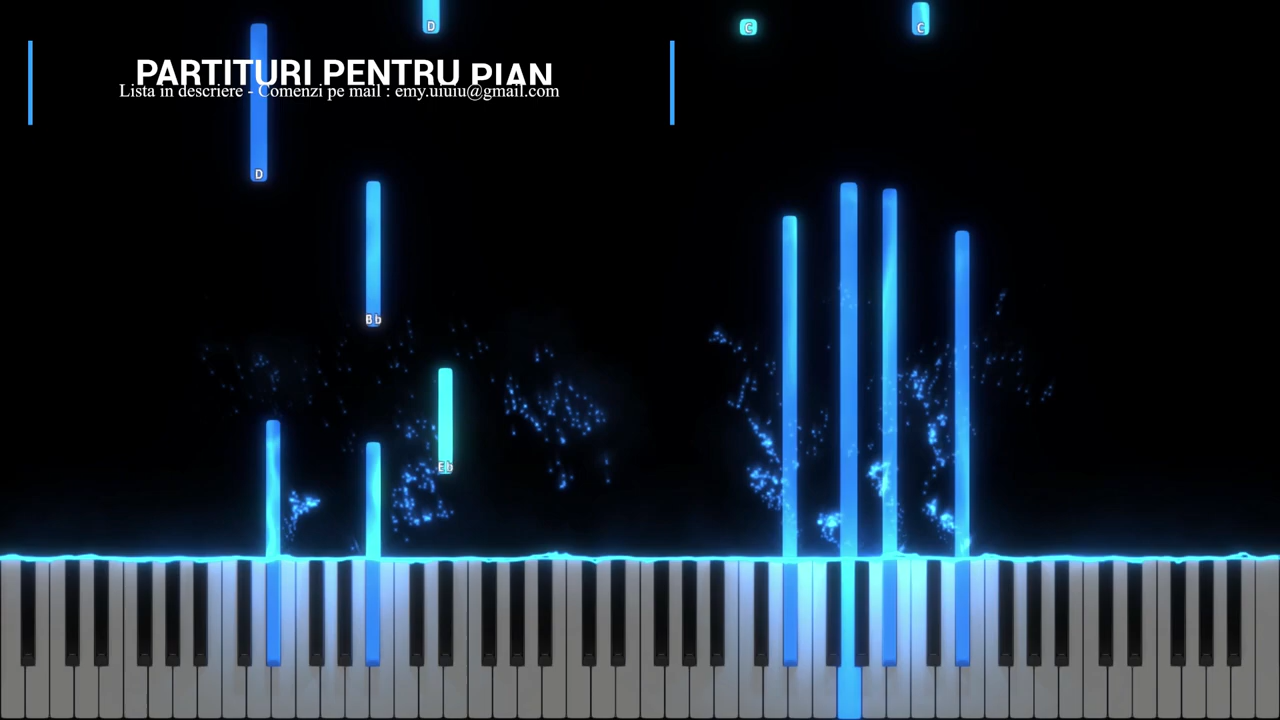 D
C
C
PARTITURI PENTRU PIAN
Lista in descriere - Comenzi pe mail : emy.uiuiu@gmail.com
D
Bb
Eb